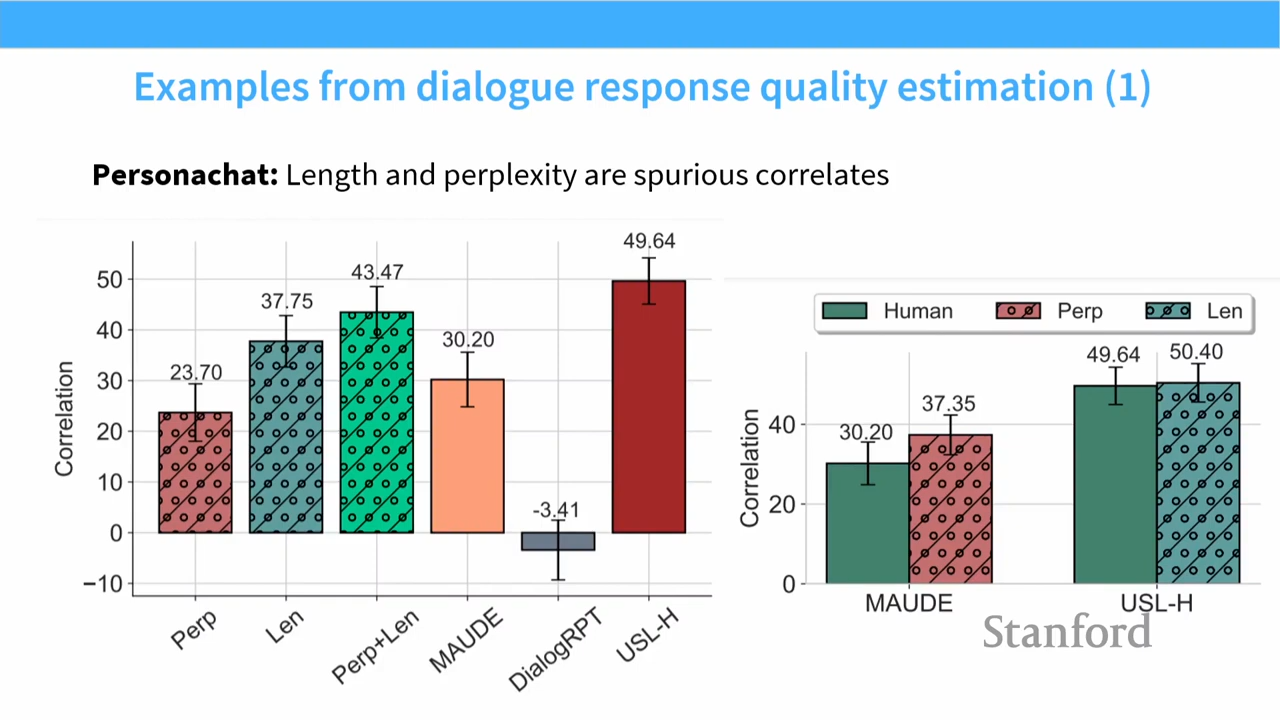 Examples from dialogue response quality estimation (1)
Personachat: Length and perplexity are spurious correlates
Correlation
50
40
30
20
10
0
−10
23.70
37.75
43.47
30.20
-3.41
49.64
Perp
Len
Perp+Len
MAUDE
DialogRPT
USL-H
Human
Perp
Len
Correlation
40
20
0
30.20
37.35
49.64
50.40
MAUDE
USL-H
Stanford